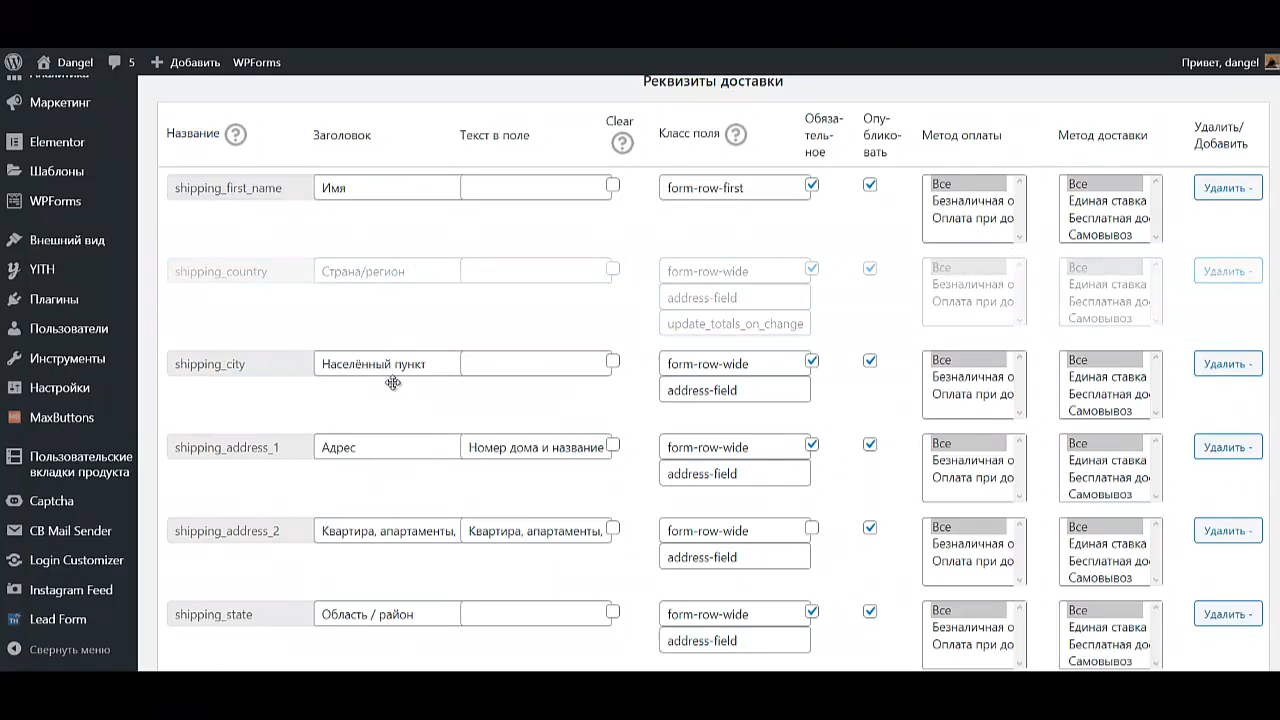 Dangel
5
Добавить
WPForms
Привет, dangel
Аналитика
Маркетинг
Elementor
Шаблоны
WPForms
Внешний вид
YITH
Плагины
Пользователи
Инструменты
Настройки
MaxButtons
Пользовательские
вкладки продукта
Captcha
CB Mail Sender
Login Customizer
Instagram Feed
Lead Form
Свернуть меню
Реквизиты доставки
Название ?
Заголовок
Текст в поле
Clear
?
Класс поля ?
Обяза-
тель-
ное
Опу-
блико-
вать
Метод оплаты
Метод доставки
Удалить/
Добавить
shipping_first_name
Имя
form-row-first
Все
Безналичная о
Оплата при до
Все
Единая ставка
Бесплатная до
Самовывоз
Удалить -
shipping_country
Страна/регион
form-row-wide
address-field
update_totals_on_change
Все
Безналичная о
Оплата при до
Все
Единая ставка
Бесплатная до
Самовывоз
Удалить -
shipping_city
Населённый пункт
form-row-wide
address-field
Все
Безналичная о
Оплата при до
Все
Единая ставка
Бесплатная до
Самовывоз
Удалить -
shipping_address_1
Адрес
Номер дома и название
form-row-wide
address-field
Все
Безналичная о
Оплата при до
Все
Единая ставка
Бесплатная до
Самовывоз
Удалить -
shipping_address_2
Квартира, апартаменты,
Квартира, апартаменты,
form-row-wide
address-field
Все
Безналичная о
Оплата при до
Все
Единая ставка
Бесплатная до
Самовывоз
Удалить -
shipping_state
Область / район
form-row-wide
address-field
Все
Безналичная о
Оплата при до
Все
Единая ставка
Бесплатная до
Самовывоз
Удалить -